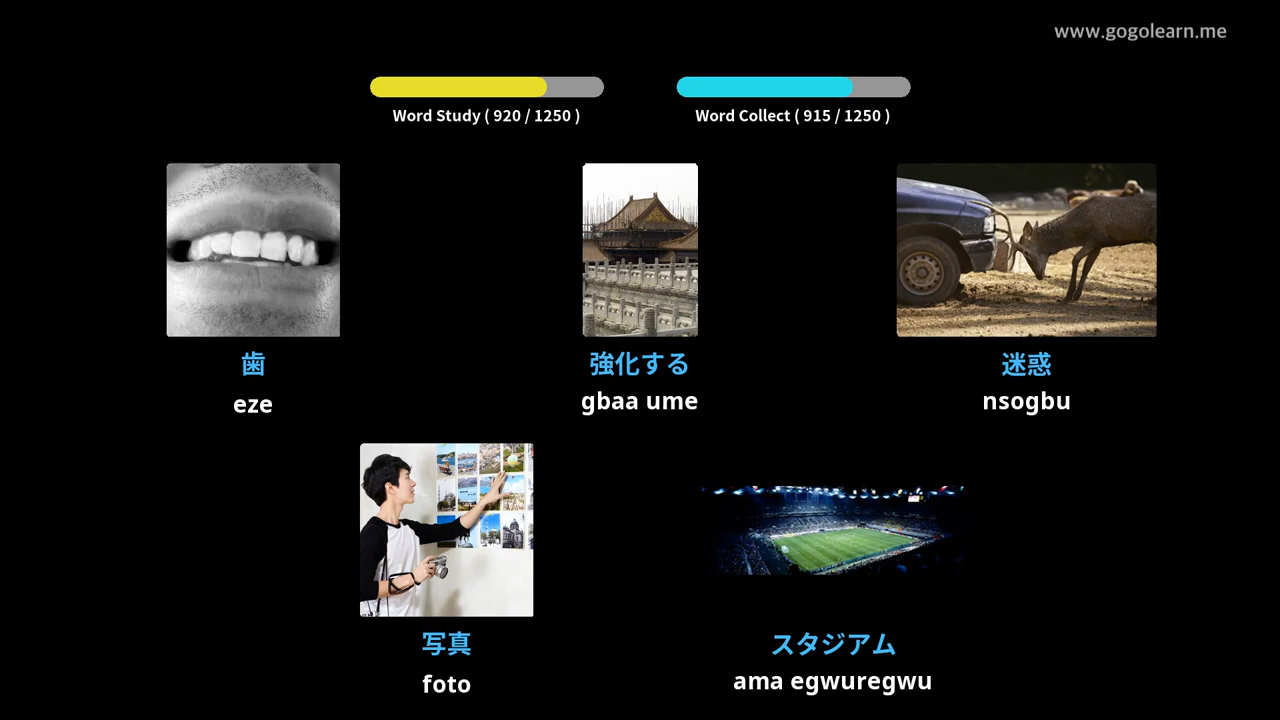 www.gogolearn.me
Word Study ( 920 / 1250 )
Word Collect ( 915 / 1250 )
歯
eze
強化する
gbaa ume
迷惑
nsogbu
写真
foto
スタジアム
ama egwuregwu